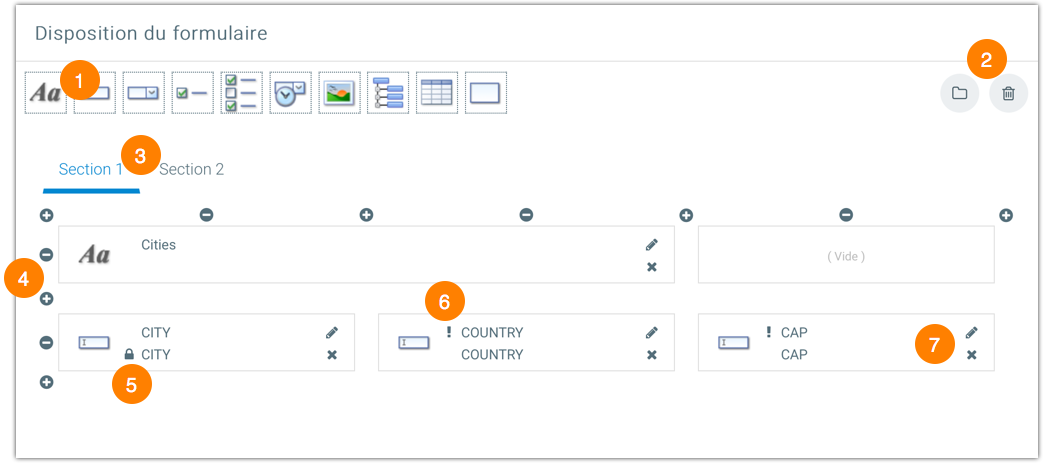 Disposition du formulaire
Aa 1 2
3
Section 1 Section 2
Aa Cities ( Vide )
4
6
CITY ! COUNTRY ! CAP
CITY COUNTRY CAP 7
5